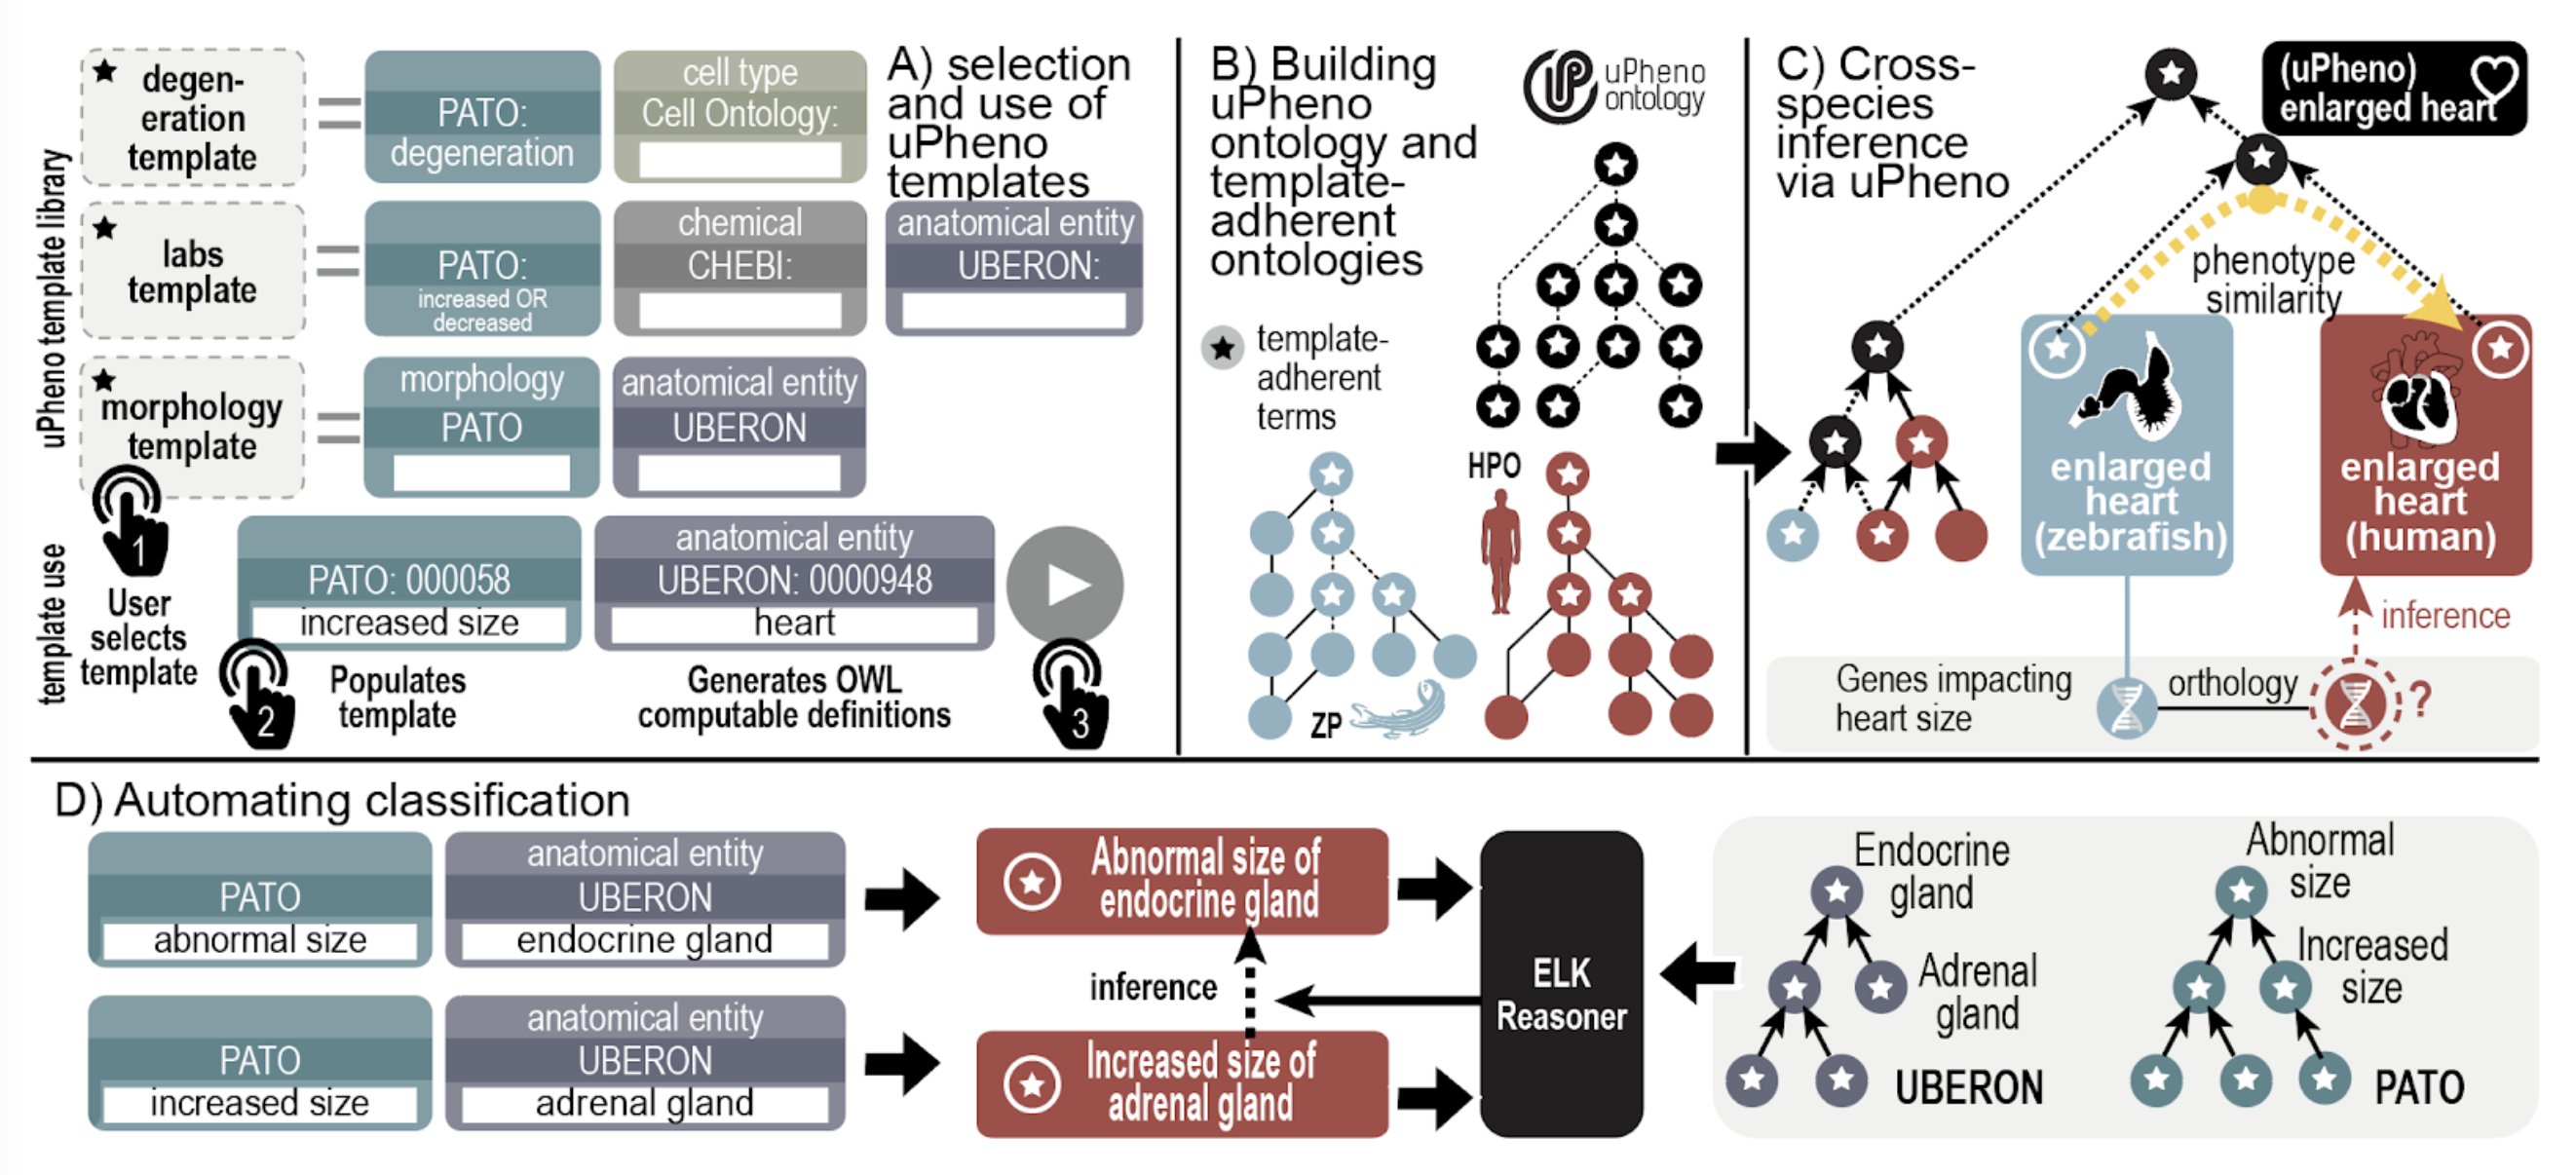 uPheno template library
degen-
eration
template
PATO:
degeneration
cell type
Cell Ontology:
A) selection
and use of
uPheno
templates
labs
template
PATO:
increased OR
decreased
chemical
CHEBI:
anatomical entity
UBERON:
morphology
template
morphology
PATO
anatomical entity
UBERON
template use
1
User
selects
template
PATO: 000058
increased size
anatomical entity
UBERON: 0000948
heart
2
Populates
template
Generates OWL
computable definitions
3
B) Building
uPheno
ontology and
template-
adherent
ontologies
uPheno
ontology
template-
adherent
terms
HPO
ZP
C) Cross-
species
inference
via uPheno
(uPheno)
enlarged heart
phenotype
similarity
enlarged
heart
(zebrafish)
enlarged
heart
(human)
inference
Genes impacting
heart size
orthology
?
D) Automating classification
PATO
abnormal size
anatomical entity
UBERON
endocrine gland
Abnormal size of
endocrine gland
inference
PATO
increased size
anatomical entity
UBERON
adrenal gland
Increased size of
adrenal gland
ELK
Reasoner
Endocrine
gland
Adrenal
gland
UBERON
Abnormal
size
Increased
size
PATO